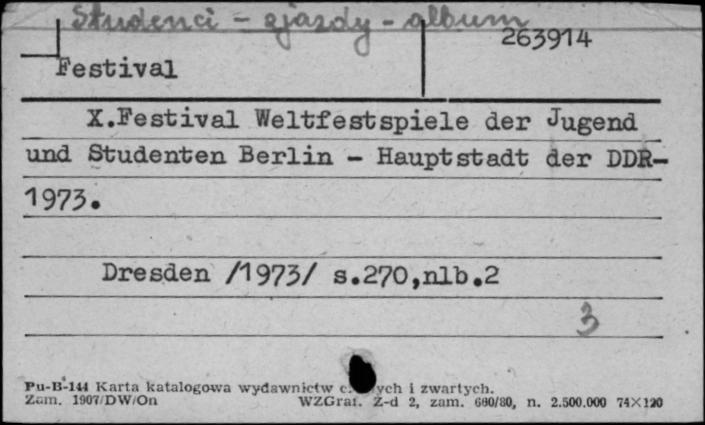 Studenci - zjazdy - album
263914
Festival
X.Festival Weltfestspiele der Jugend
und Studenten Berlin - Hauptstadt der DDR-
1973.
Dresden /1973/ s.270,nlb.2
3
Pu-B-144 Karta katalogowa wydawnictw ych i zwartych.
Zam. 1907/DW/On WZGraf. Z-d 2, zam. 660/80, n. 2.500.000 74×120